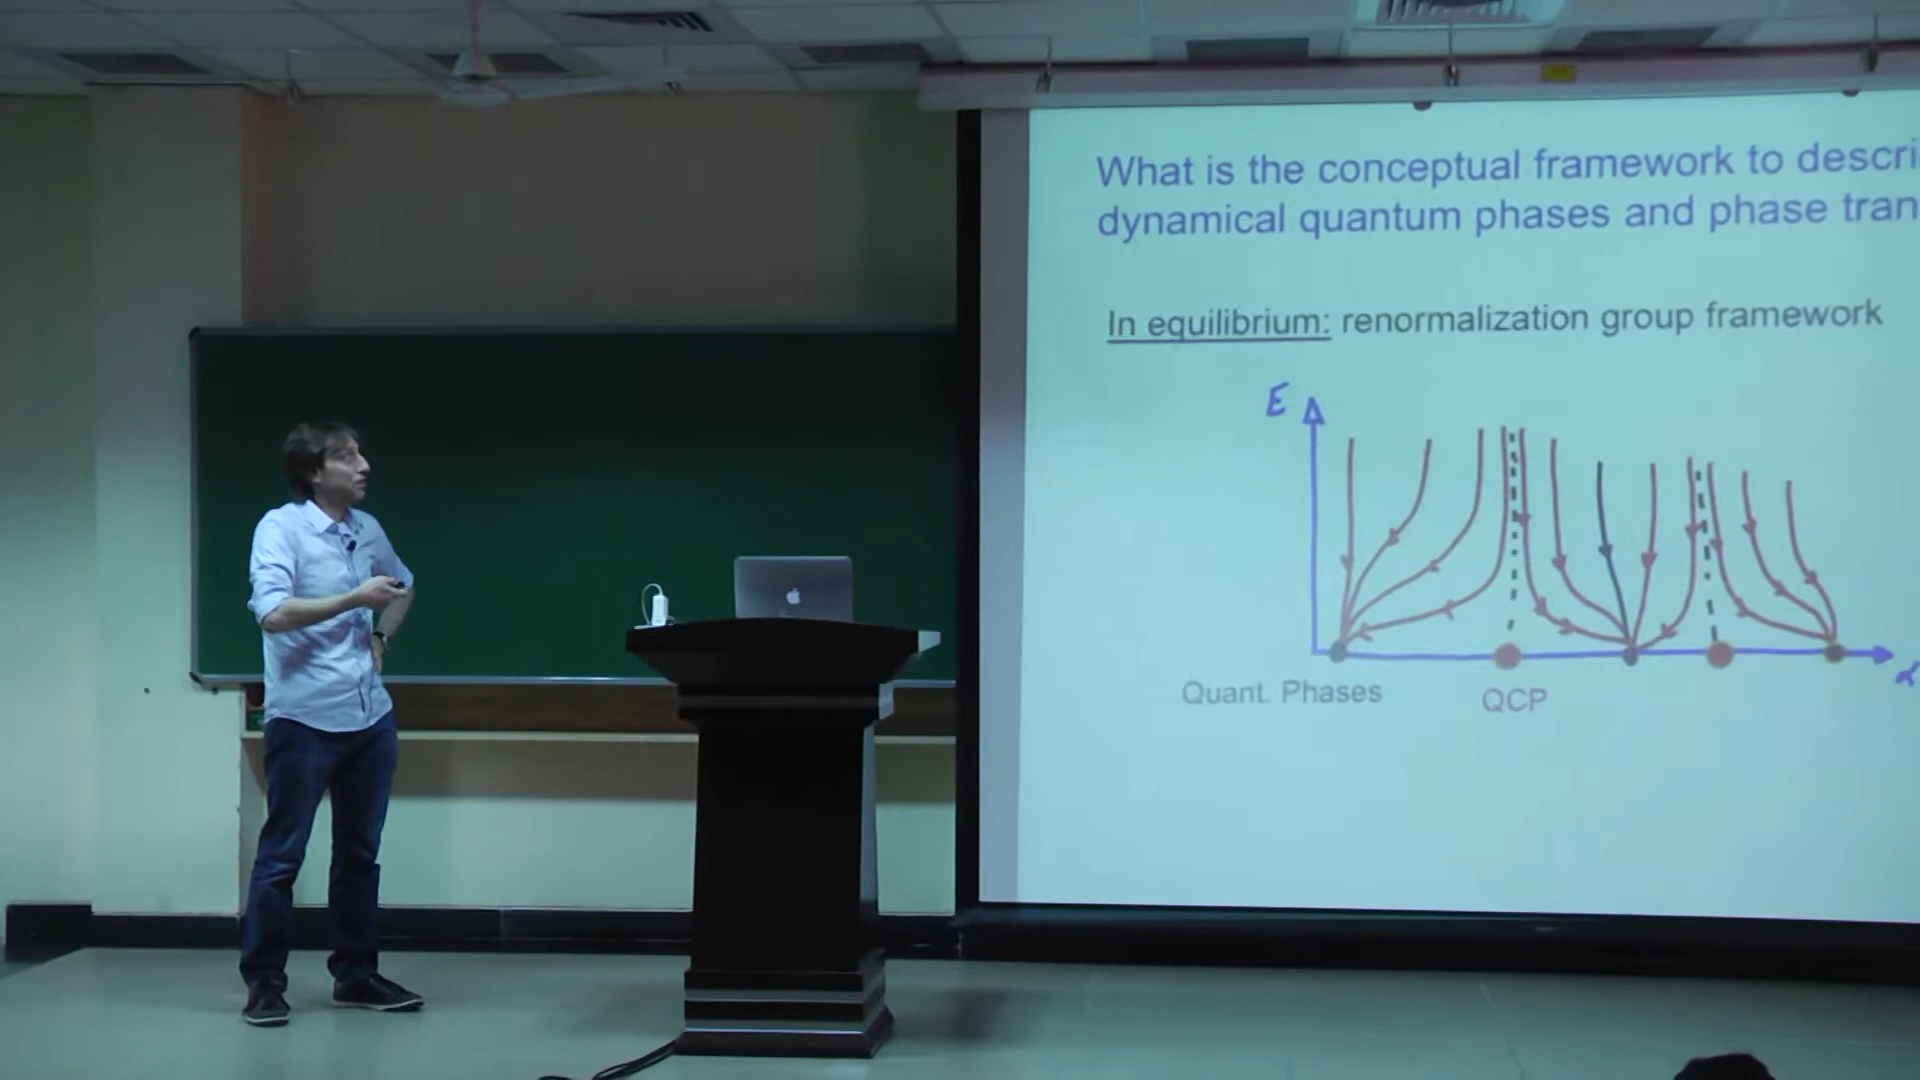 What is the conceptual framework to descri
dynamical quantum phases and phase tran
In equilibrium: renormalization group framework
E
α
Quant. Phases
QCP